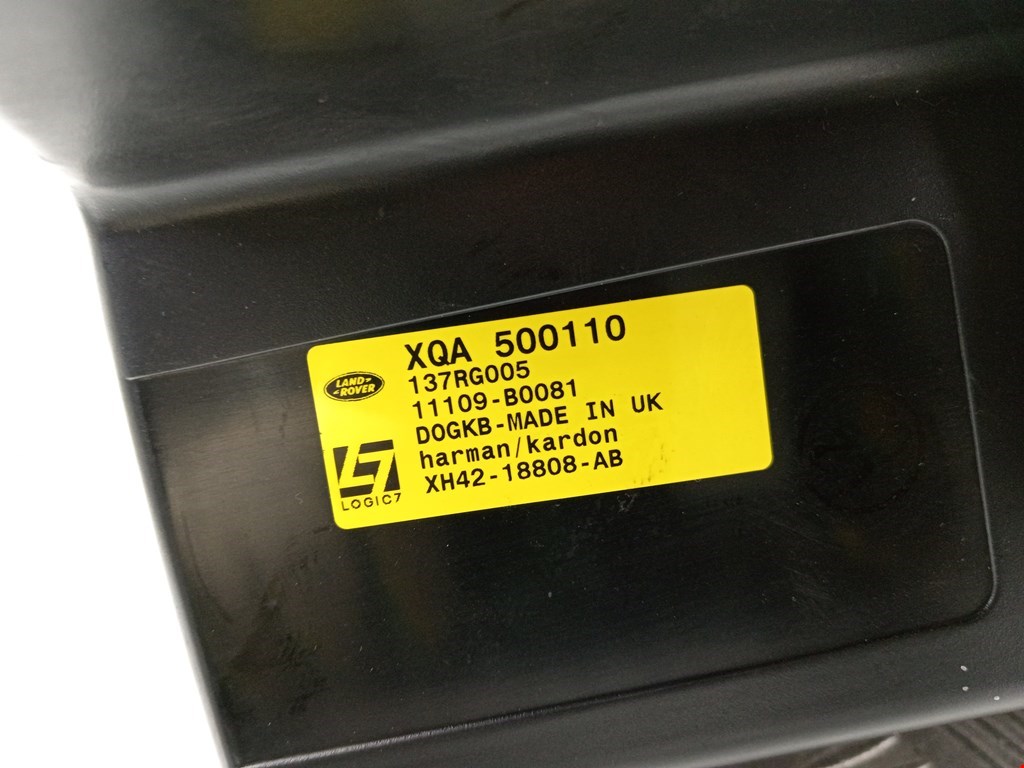 XQA 500110
LAND ROVER
137RG005
11109-B0081
DOGKB-MADE IN UK
harman/kardon
XH42-18808-AB
LOGIC7